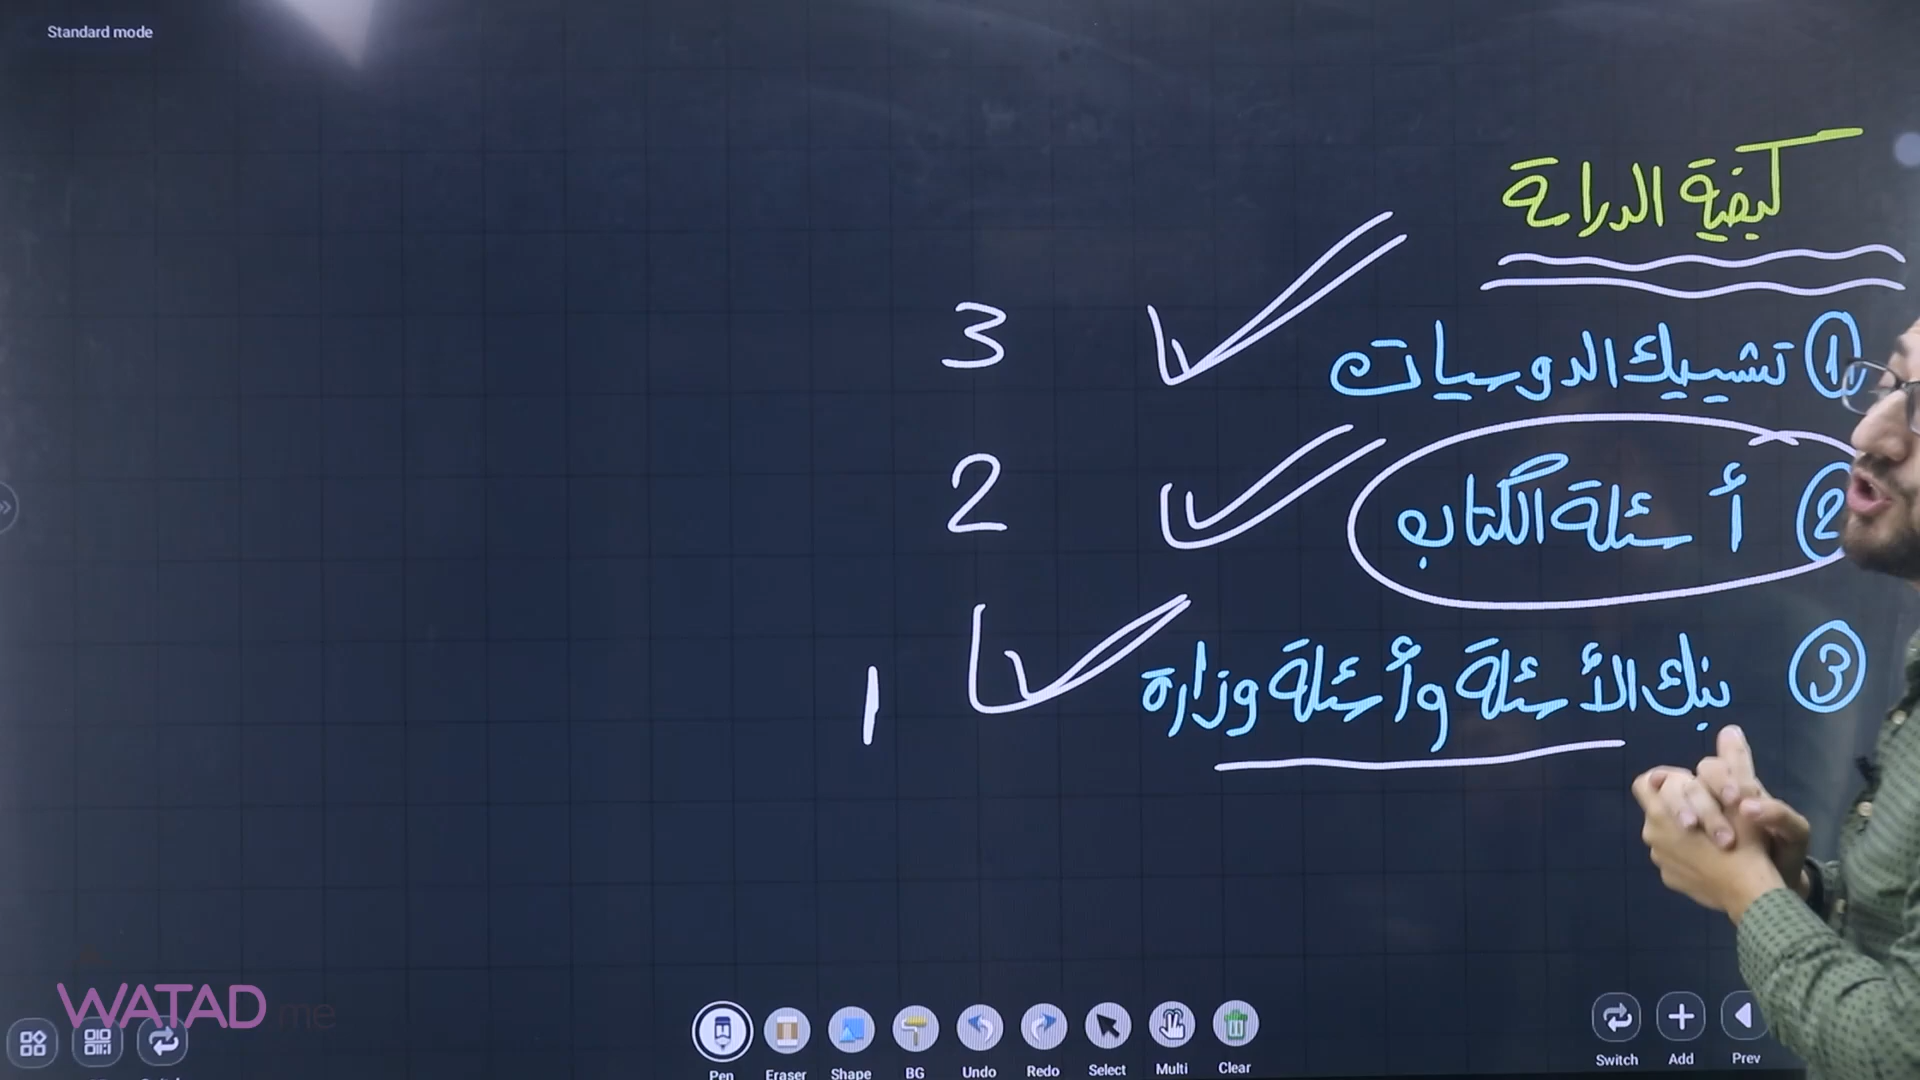 Standard mode
كيفية الدراسة
① تشييك الدوسيات 3
② أسئلة الكتاب 2
③ بنك الأسئلة وأسئلة وزارة 1
WATAD me
Pen Eraser Shape BG Undo Redo Select Multi Clear
Switch Add Prev